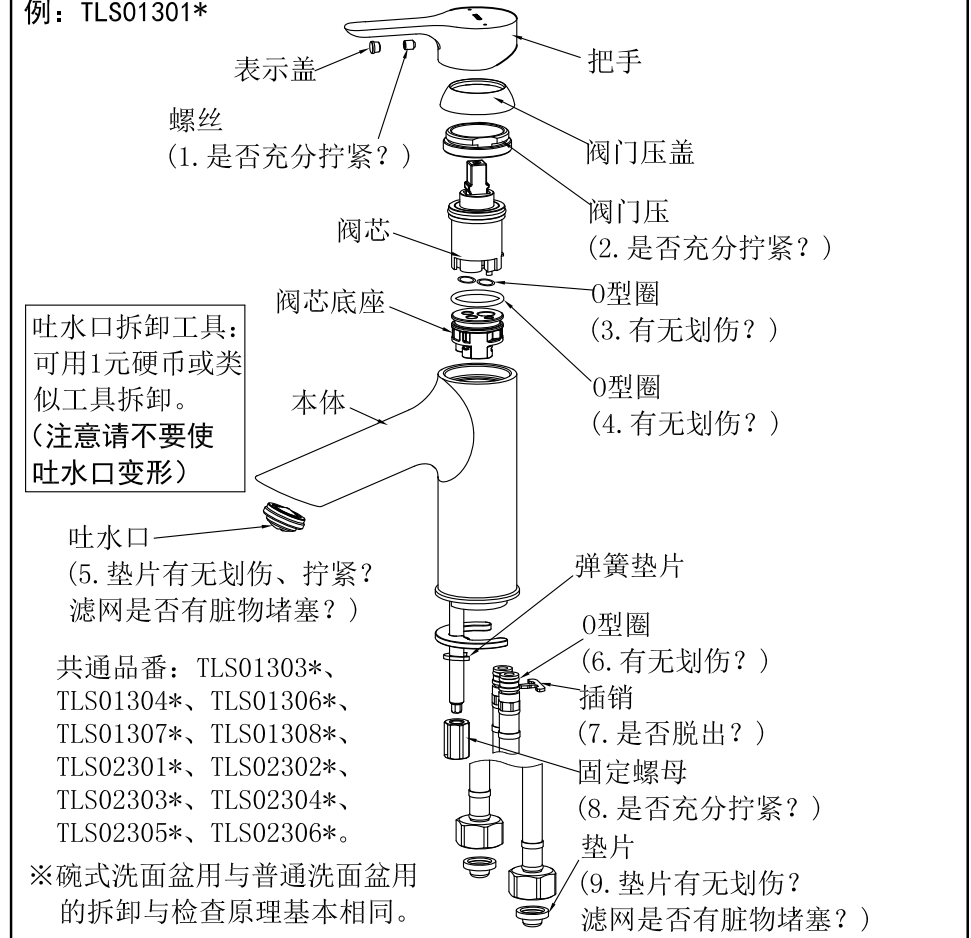 例：TLS01301*
表示盖
把手
螺丝
(1.是否充分拧紧？)
阀门压盖
阀门压
(2.是否充分拧紧？)
阀芯
O型圈
(3.有无划伤？)
阀芯底座
O型圈
(4.有无划伤？)
吐水口拆卸工具：
可用1元硬币或类
似工具拆卸。
(注意请不要使
吐水口变形)
本体
吐水口
(5.垫片有无划伤、拧紧？
滤网是否有脏物堵塞？)
弹簧垫片
O型圈
(6.有无划伤？)
插销
(7.是否脱出？)
固定螺母
(8.是否充分拧紧？)
垫片
(9.垫片有无划伤？
滤网是否有脏物堵塞？)
共通品番：TLS01303*、
TLS01304*、TLS01306*、
TLS01307*、TLS01308*、
TLS02301*、TLS02302*、
TLS02303*、TLS02304*、
TLS02305*、TLS02306*。
※碗式洗面盆用与普通洗面盆用
的拆卸与检查原理基本相同。